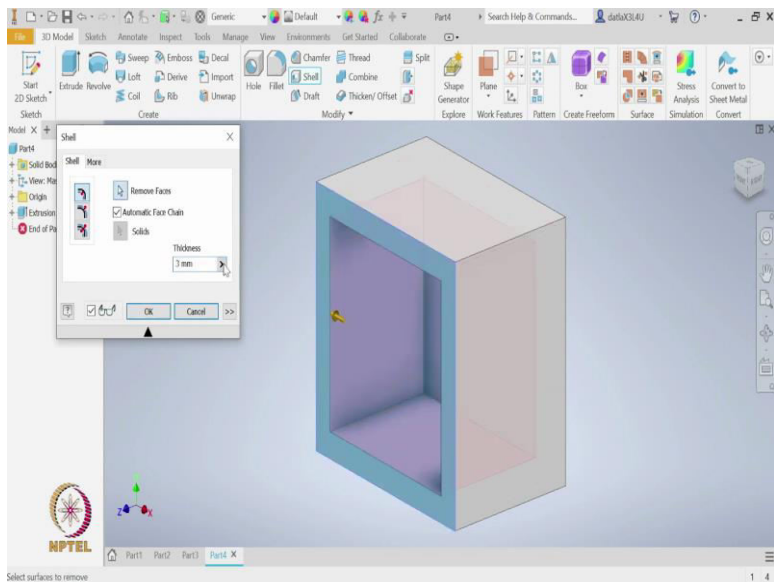 Generic Default Part4 Search Help & Commands... datlaX3L4U
File 3D Model Sketch Annotate Inspect Tools Manage View Environments Get Started Collaborate
Start 2D Sketch Extrude Revolve Sweep Emboss Decal Hole Fillet Chamfer Thread Split Shape Generator Plane Box Stress Analysis Convert to Sheet Metal
Loft Derive Import Shell Combine
Coil Rib Unwrap Draft Thicken/ Offset
Sketch Create Modify Explore Work Features Pattern Create Freeform Surface Simulation Convert
Model X +
Part4
Solid Bod
View: Mas
Origin
Extrusion
End of Pa
Shell
Shell More
Remove Faces
Automatic Face Chain
Solids
Thickness
3 mm
OK Cancel >>
Z X
NPTEL
Part1 Part2 Part3 Part4 X
Select surfaces to remove 1 4